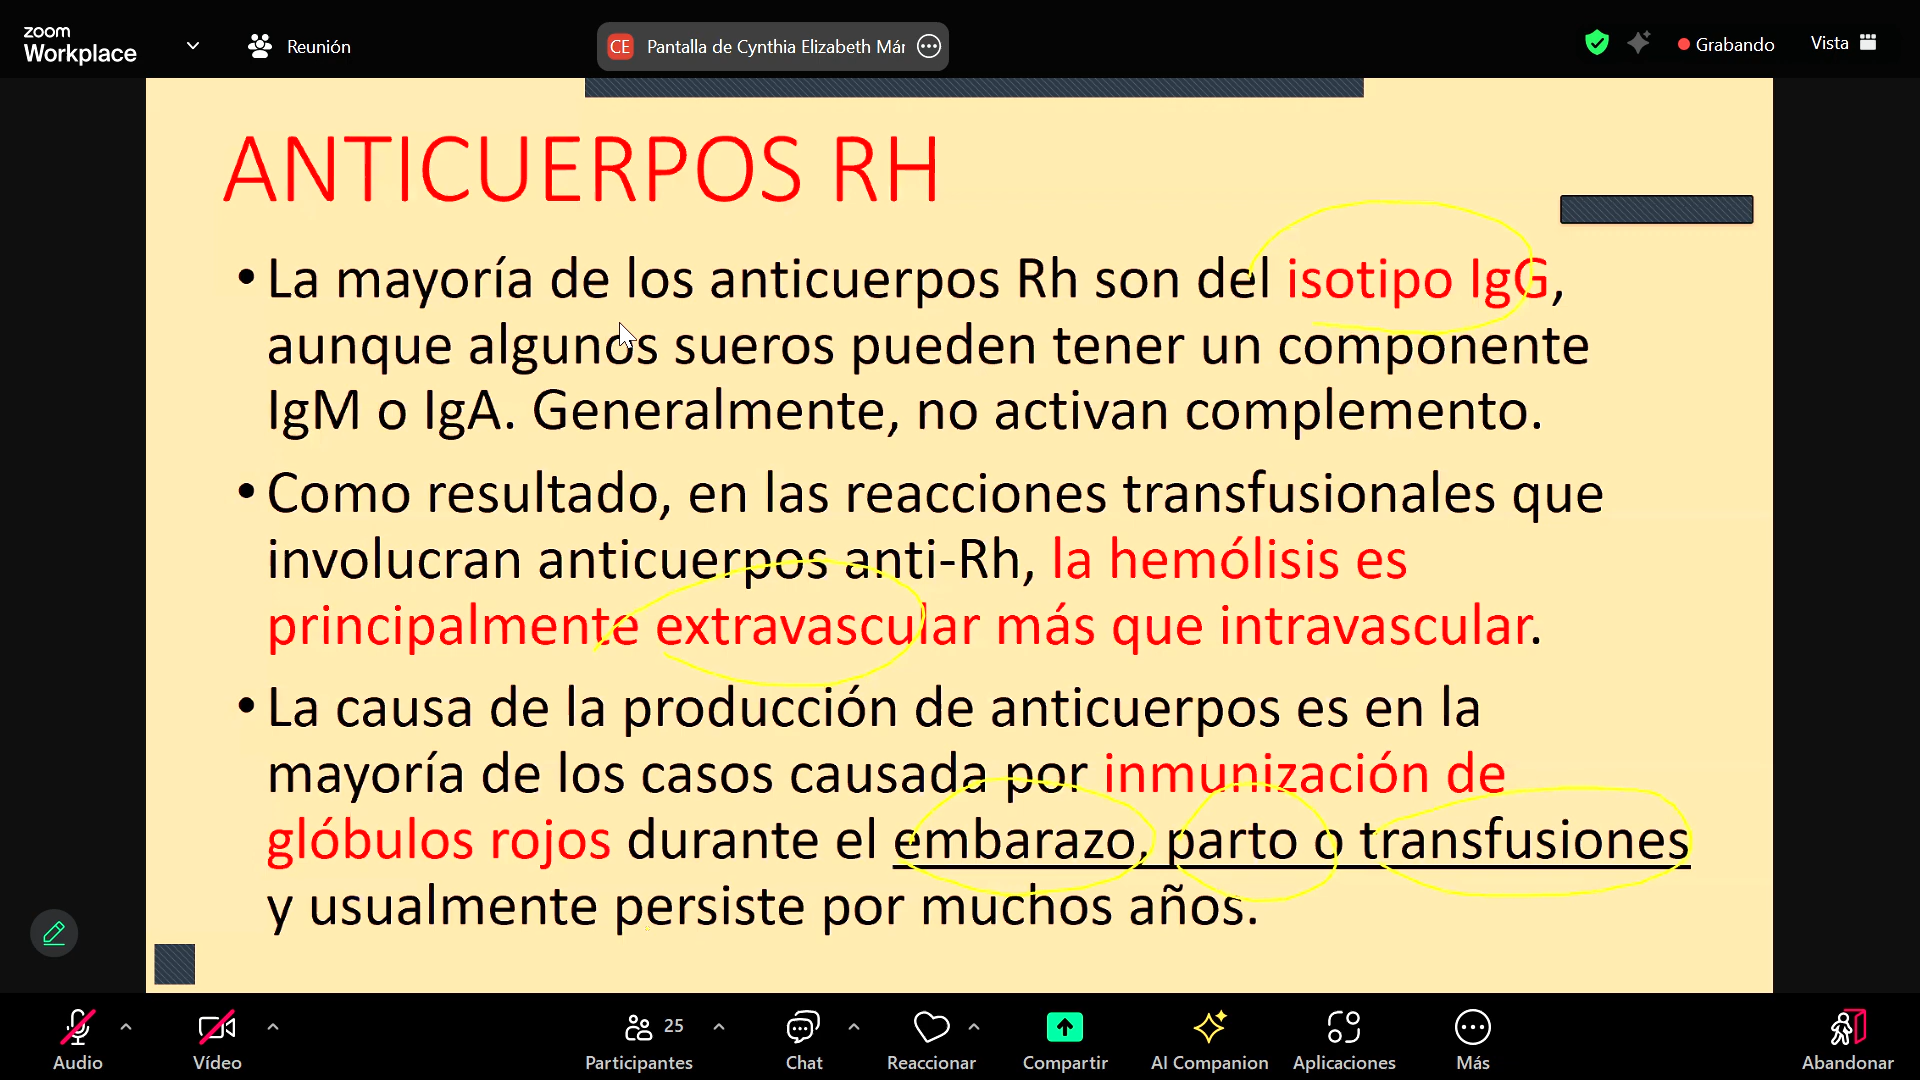 zoom
Workplace
Reunión
CE Pantalla de Cynthia Elizabeth Már
Grabando
Vista
ANTICUERPOS RH
• La mayoría de los anticuerpos Rh son del isotipo IgG,
aunque algunos sueros pueden tener un componente
IgM o IgA. Generalmente, no activan complemento.
• Como resultado, en las reacciones transfusionales que
involucran anticuerpos anti-Rh, la hemólisis es
principalmente extravascular más que intravascular.
• La causa de la producción de anticuerpos es en la
mayoría de los casos causada por inmunización de
glóbulos rojos durante el embarazo, parto o transfusiones
y usualmente persiste por muchos años.
Audio
Vídeo
25
Participantes
Chat
Reaccionar
Compartir
AI Companion
Aplicaciones
Más
Abandonar